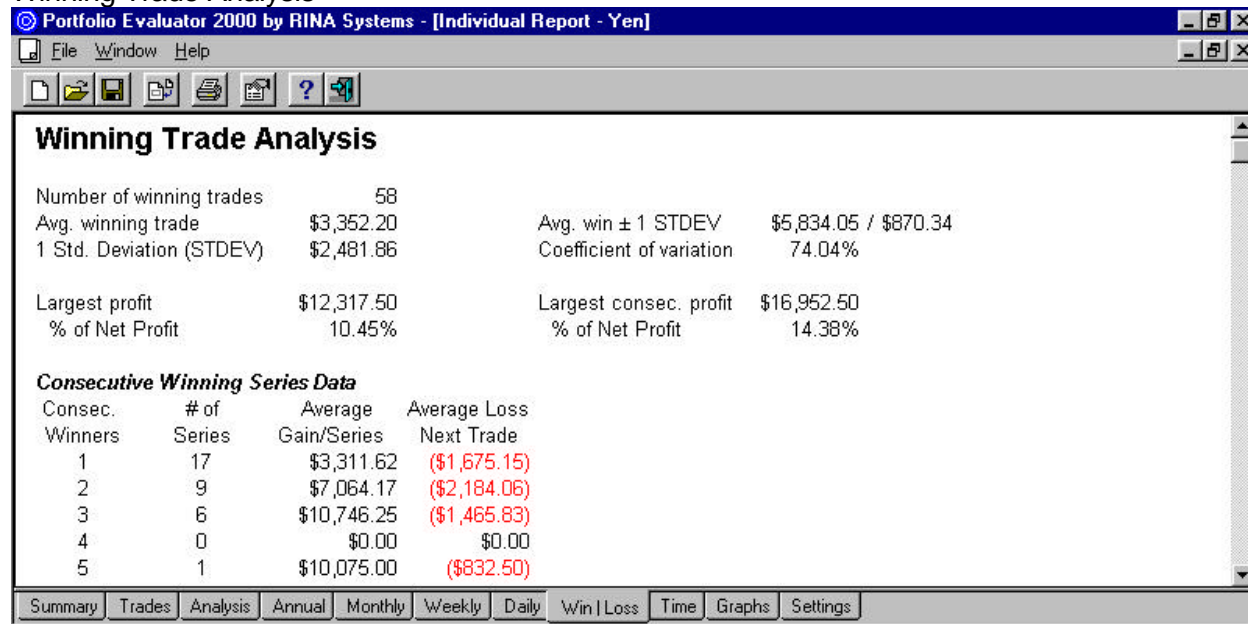 Winning Trade Analysis
Portfolio Evaluator 2000 by RINA Systems - [Individual Report - Yen]
File Window Help
Winning Trade Analysis
Number of winning trades 58
Avg. winning trade $3,352.20 Avg. win ± 1 STDEV $5,834.05 / $870.34
1 Std. Deviation (STDEV) $2,481.86 Coefficient of variation 74.04%
Largest profit $12,317.50 Largest consec. profit $16,952.50
% of Net Profit 10.45% % of Net Profit 14.38%
Consecutive Winning Series Data
Consec. # of Average Average Loss
Winners Series Gain/Series Next Trade
1 17 $3,311.62 ($1,675.15)
2 9 $7,064.17 ($2,184.06)
3 6 $10,746.25 ($1,465.83)
4 0 $0.00 $0.00
5 1 $10,075.00 ($832.50)
Summary Trades Analysis Annual Monthly Weekly Daily Win | Loss Time Graphs Settings